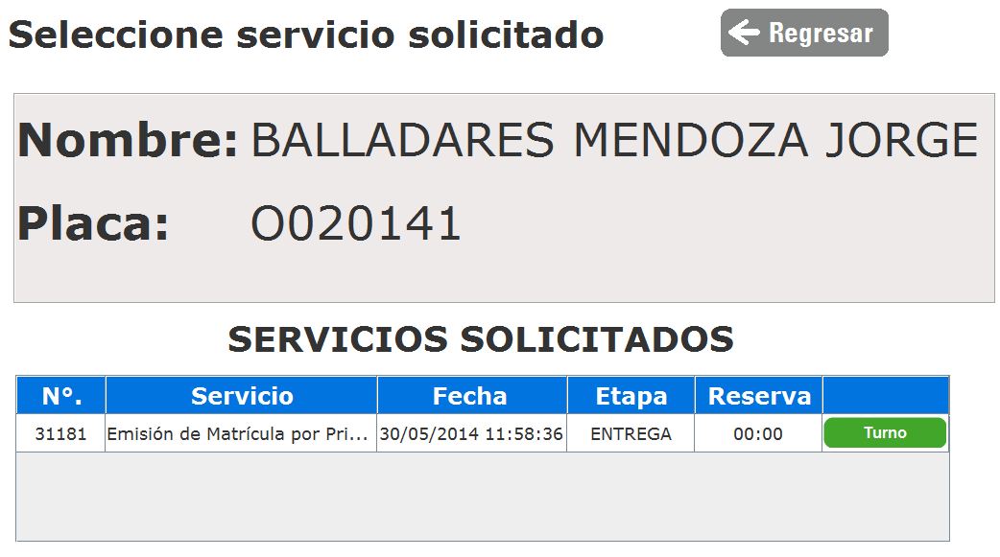 Seleccione servicio solicitado
Regresar
Nombre: BALLADARES MENDOZA JORGE
Placa: O020141
SERVICIOS SOLICITADOS
N°. Servicio Fecha Etapa Reserva
31181 Emisión de Matrícula por Pri... 30/05/2014 11:58:36 ENTREGA 00:00 Turno